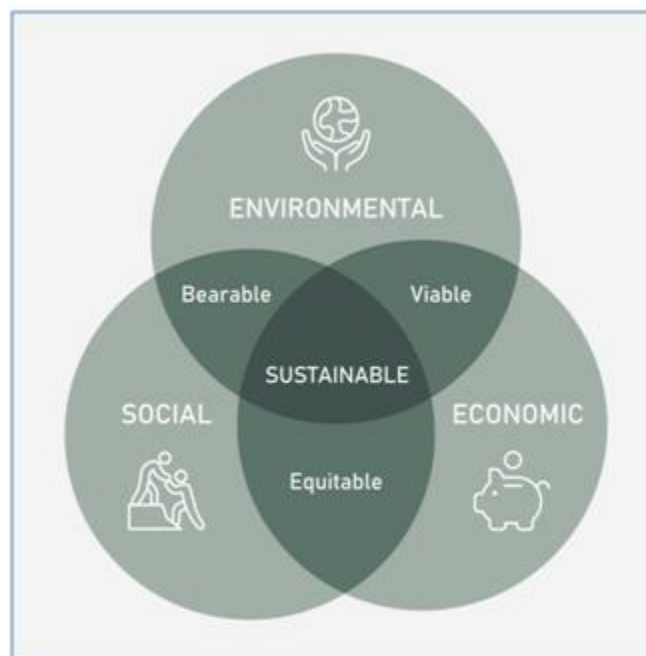 ENVIRONMENTAL
Bearable
Viable
SUSTAINABLE
SOCIAL
ECONOMIC
Equitable